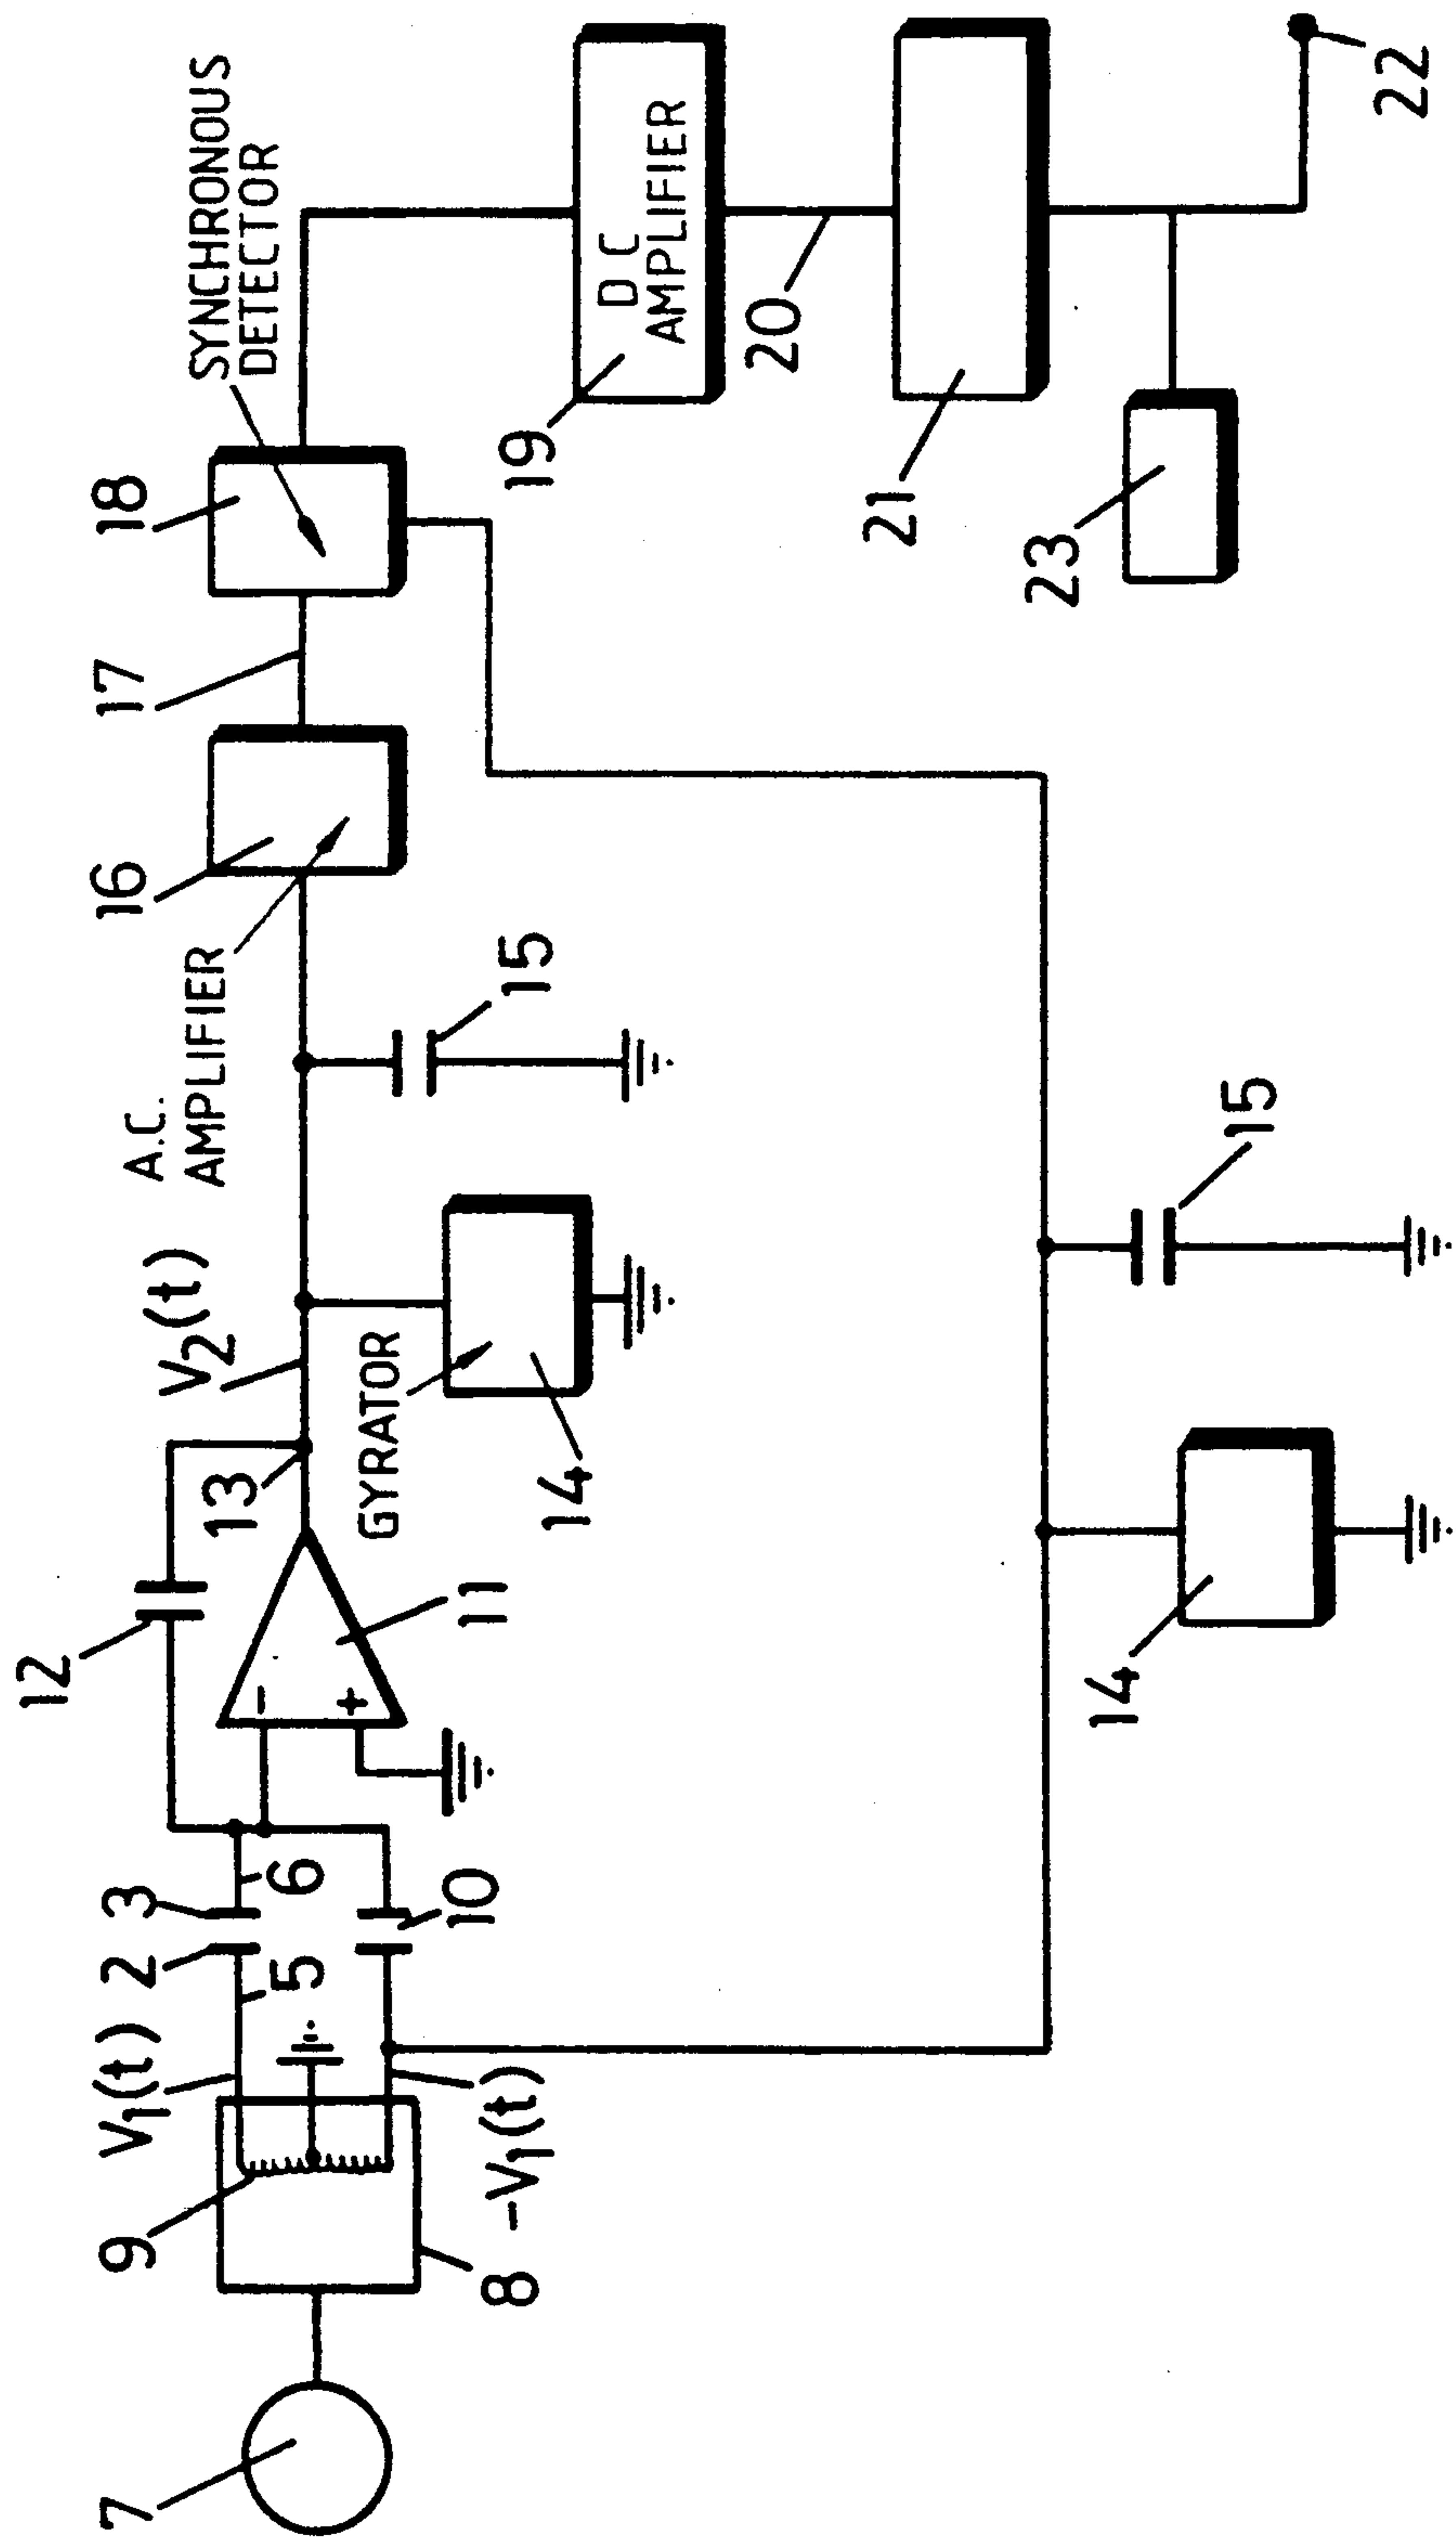 SYNCHRONOUS
DETECTOR
18
17
16
A.C.
AMPLIFIER
15
V2(t)
GYRATOR
14
13
12
11
-
+
V1(t)
2
3
5
6
10
9
8
-V1(t)
7
D C
AMPLIFIER
19
20
21
22
23
14
15